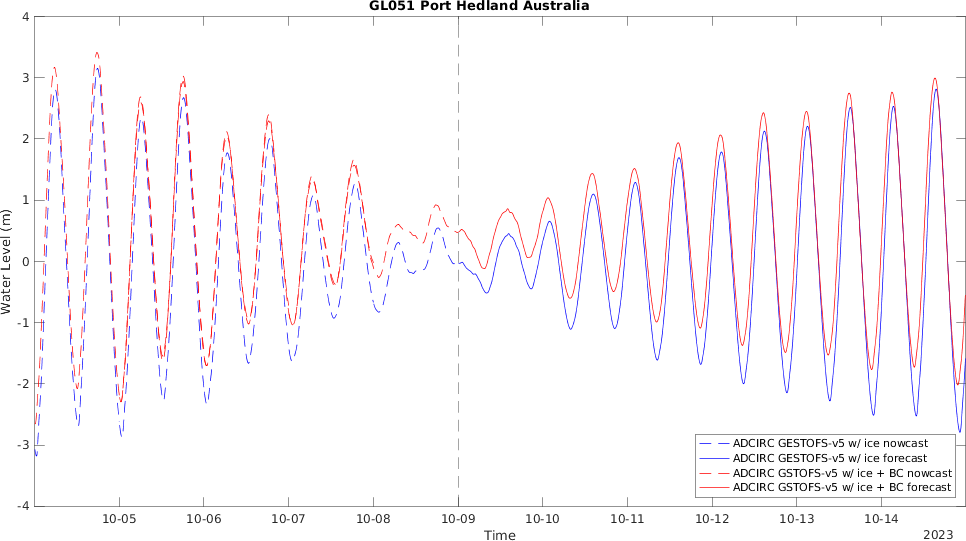 GL051 Port Hedland Australia
4
3
2
1
0
-1
-2
-3
-4
Water Level (m)
ADCIRC GESTOFS-v5 w/ ice nowcast
ADCIRC GESTOFS-v5 w/ ice forecast
ADCIRC GSTOFS-v5 w/ ice + BC nowcast
ADCIRC GSTOFS-v5 w/ ice + BC forecast
10-05 10-06 10-07 10-08 10-09 10-10 10-11 10-12 10-13 10-14
Time
2023